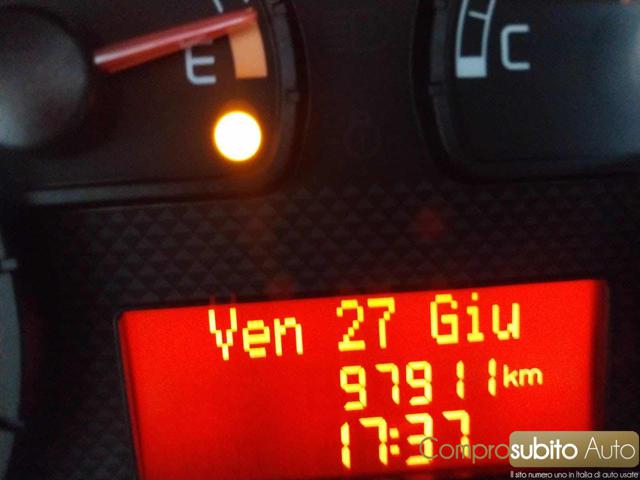 E
C
Ven 27 Giu
97911km
17:37
Comprosubito Auto
Il sito numero uno in Italia di auto usate